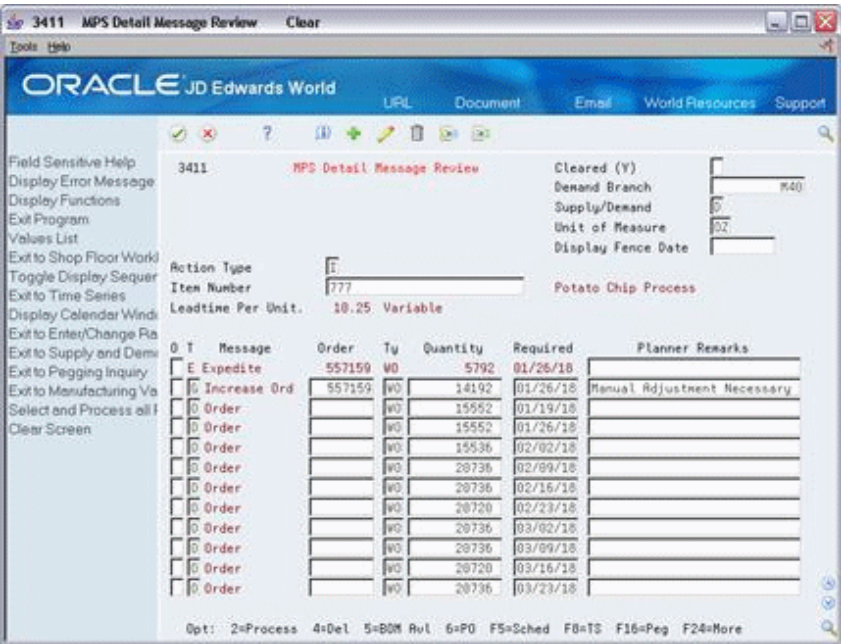 3411 MPS Detail Message Review Clear
Tools Help
ORACLE JD Edwards World
URL Document Email World Resources Support
Field Sensitive Help
Display Error Message
Display Functions
Exit Program
Values List
Exit to Shop Floor Workl
Toggle Display Sequer
Exit to Time Series
Display Calendar Windo
Exit to Enter/Change Ra
Exit to Supply and Dema
Exit to Pegging Inquiry
Exit to Manufacturing Va
Select and Process all F
Clear Screen
3411 MPS Detail Message Review Cleared (Y)
Demand Branch M40
Supply/Demand
Unit of Measure OZ
Display Fence Date
Action Type I
Item Number 777 Potato Chip Process
Leadtime Per Unit. 10.25 Variable
O T Message Order Ty Quantity Required Planner Remarks
E Expedite 557159 WO 5792 01/26/18
G Increase Ord 557159 WO 14192 01/26/18 Manual Adjustment Necessary
O Order WO 15552 01/19/18
O Order WO 15552 01/26/18
O Order WO 15536 02/02/18
O Order WO 20736 02/09/18
O Order WO 20736 02/16/18
O Order WO 20720 02/23/18
O Order WO 20736 03/02/18
O Order WO 20736 03/09/18
O Order WO 20720 03/16/18
O Order WO 20736 03/23/18
Opt: 2=Process 4=Del 5=BOM Avl 6=PO F5=Sched F8=TS F16=Peg F24=More